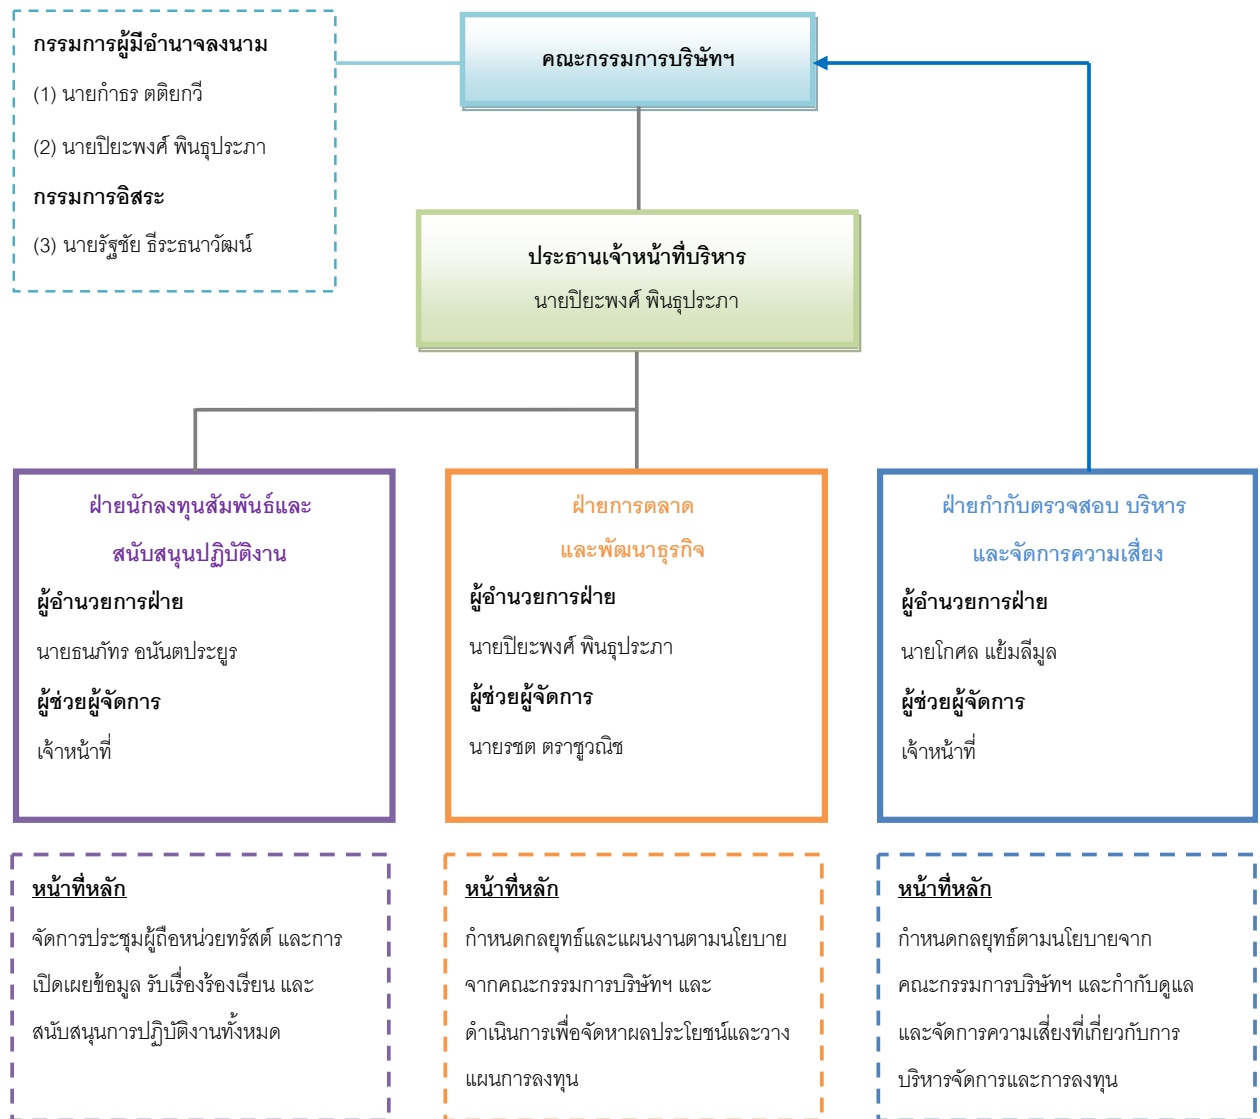 กรรมการผู้มีอำนาจลงนาม
(1) นายกำธร ตติยกวี
(2) นายปิยะพงศ์ พินธุประภา
กรรมการอิสระ
(3) นายรัฐชัย ธีระธนาวัฒน์
คณะกรรมการบริษัทฯ
ประธานเจ้าหน้าที่บริหาร
นายปิยะพงศ์ พินธุประภา
ฝ่ายนักลงทุนสัมพันธ์และ
สนับสนุนปฏิบัติงาน
ผู้อำนวยการฝ่าย
นายธนภัทร อนันตประยูร
ผู้ช่วยผู้จัดการ
เจ้าหน้าที่
ฝ่ายการตลาด
และพัฒนาธุรกิจ
ผู้อำนวยการฝ่าย
นายปิยะพงศ์ พินธุประภา
ผู้ช่วยผู้จัดการ
นายรชต ตราชูวณิช
ฝ่ายกำกับตรวจสอบ บริหาร
และจัดการความเสี่ยง
ผู้อำนวยการฝ่าย
นายโกศล แย้มลีมูล
ผู้ช่วยผู้จัดการ
เจ้าหน้าที่
หน้าที่หลัก
จัดการประชุมผู้ถือหน่วยทรัสต์ และการ
เปิดเผยข้อมูล รับเรื่องร้องเรียน และ
สนับสนุนการปฏิบัติงานทั้งหมด
หน้าที่หลัก
กำหนดกลยุทธ์และแผนงานตามนโยบาย
จากคณะกรรมการบริษัทฯ และ
ดำเนินการเพื่อจัดหาผลประโยชน์และวาง
แผนการลงทุน
หน้าที่หลัก
กำหนดกลยุทธ์ตามนโยบายจาก
คณะกรรมการบริษัทฯ และกำกับดูแล
และจัดการความเสี่ยงที่เกี่ยวกับการ
บริหารจัดการและการลงทุน